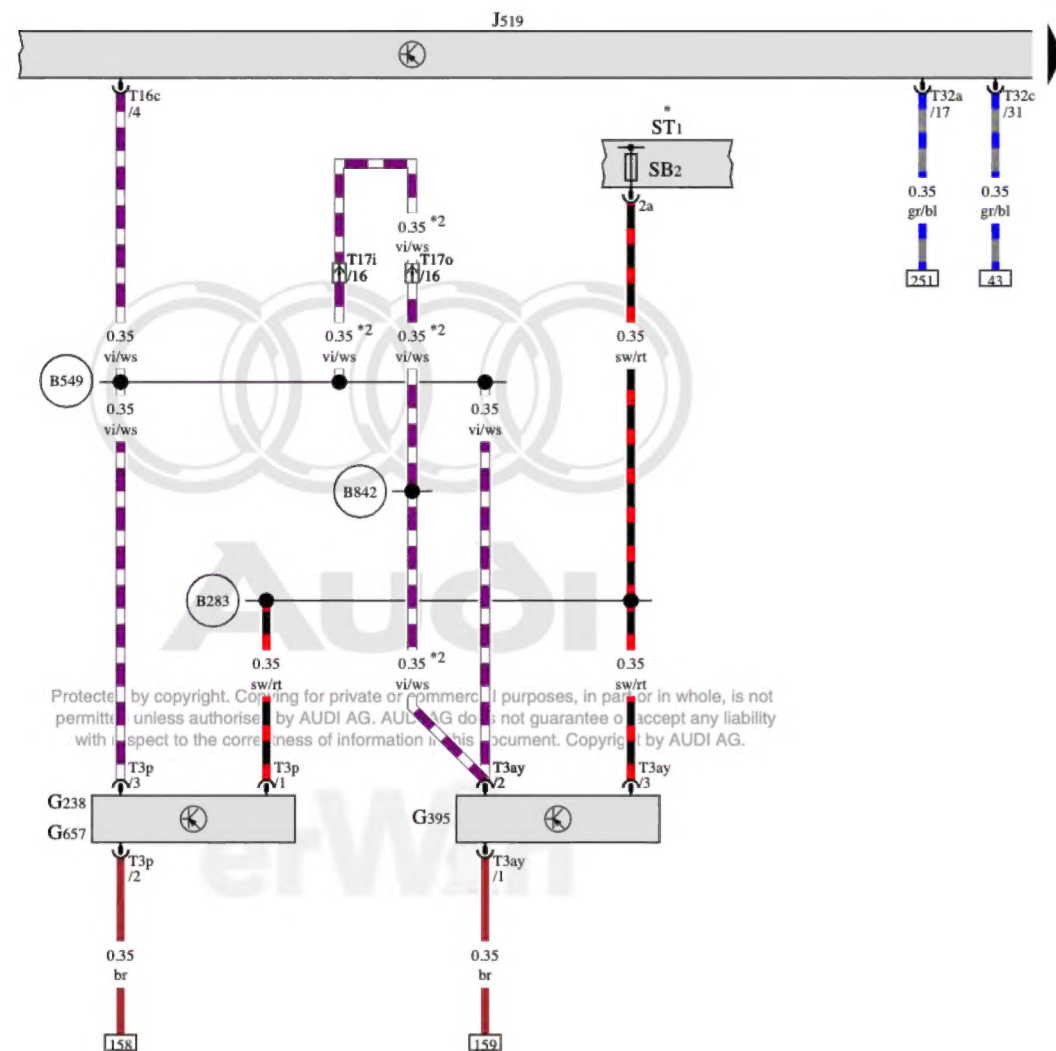 J519
T16c
/4
T32a
/17
T32c
/31
*
ST1
SB2
2a
0.35
gr/bl
0.35
gr/bl
251
43
0.35 *2
vi/ws
T17i
/16
T17o
/16
0.35
vi/ws
0.35 *2
vi/ws
0.35 *2
vi/ws
0.35
sw/rt
B549
0.35
vi/ws
0.35
vi/ws
B842
B283
Audi
0.35
sw/rt
0.35 *2
vi/ws
0.35
sw/rt
Protected by copyright. Copying for private or commercial purposes, in part or in whole, is not
permitted unless authorised by AUDI AG. AUDI AG does not guarantee or accept any liability
with respect to the correctness of information in this document. Copyright by AUDI AG.
T3p
/3
T3p
/1
T3ay
/2
T3ay
/3
G238
G657
G395
erWin
T3p
/2
T3ay
/1
0.35
br
0.35
br
158
159